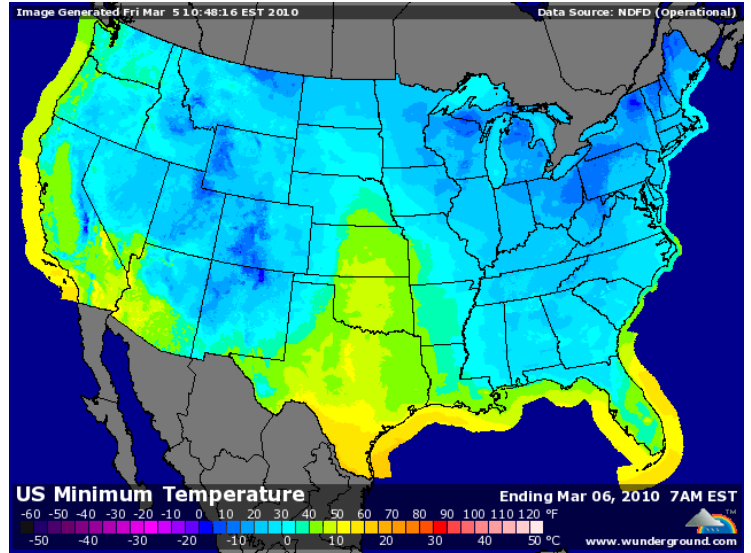 Image Generated Fri Mar 5 10:48:16 EST 2010 Data Source: NDFD (Operational)
US Minimum Temperature Ending Mar 06, 2010 7AM EST
-60 -50 -40 -30 -20 -10 0 10 20 30 40 50 60 70 80 90 100 110 120 °F
-50 -40 -30 -20 -10 0 10 20 30 40 50 °C
TM
www.wunderground.com